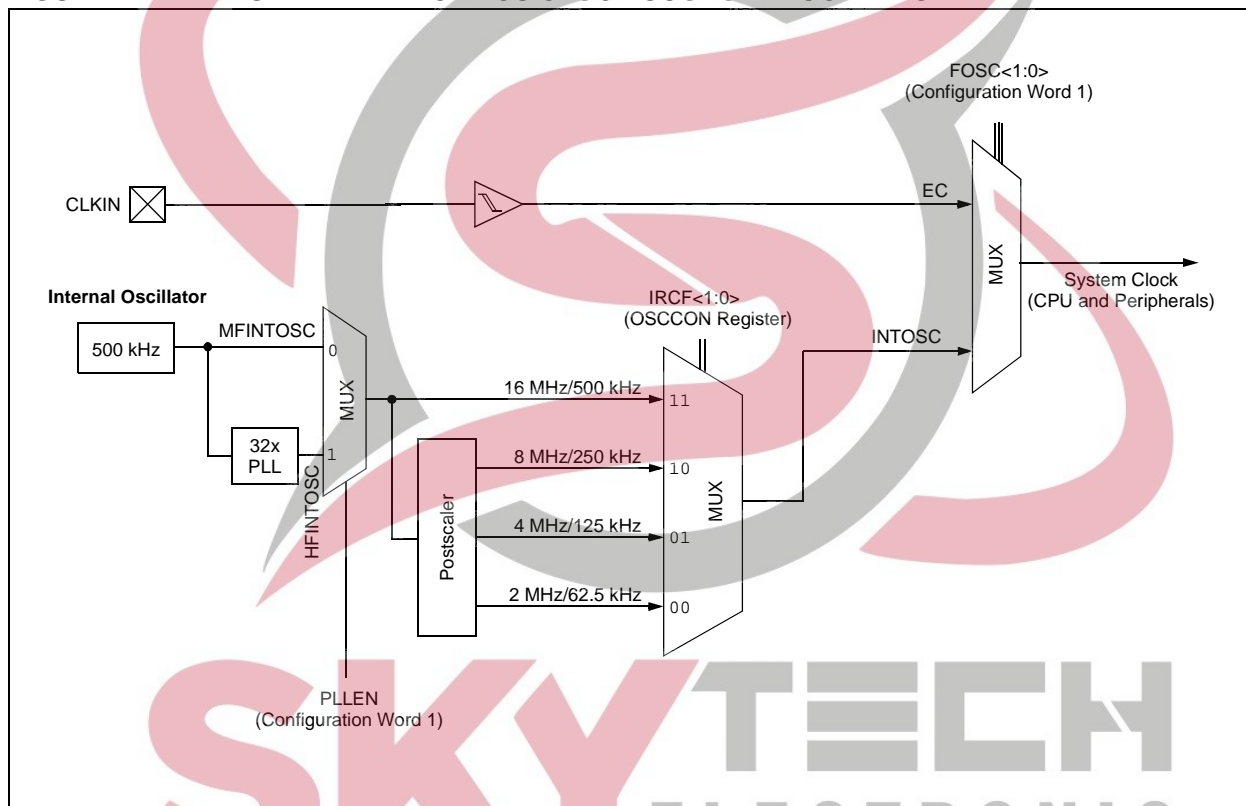 FOSC<1:0>
(Configuration Word 1)
CLKIN
EC
MUX
System Clock
(CPU and Peripherals)
Internal Oscillator
500 kHz
MFINTOSC
0
MUX
32x
PLL
1
HFINTOSC
PLLEN
(Configuration Word 1)
IRCF<1:0>
(OSCCON Register)
INTOSC
16 MHz/500 kHz
11
8 MHz/250 kHz
10
4 MHz/125 kHz
01
2 MHz/62.5 kHz
00
MUX
Postscaler
SKYTECH